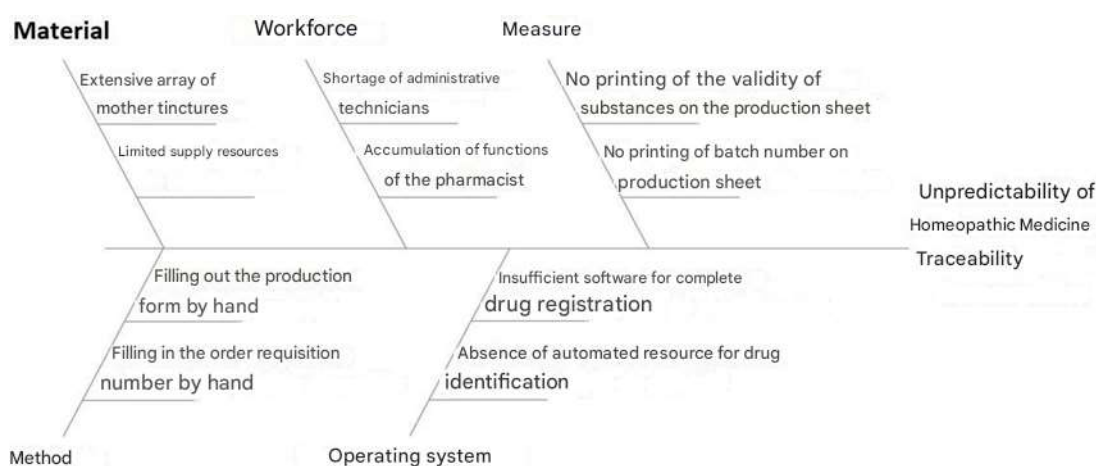 Material
Workforce
Measure
Extensive array of
mother tinctures
Limited supply resources
Shortage of administrative
technicians
Accumulation of functions
of the pharmacist
No printing of the validity of
substances on the production sheet
No printing of batch number on
production sheet
Unpredictability of
Homeopathic Medicine
Traceability
Filling out the production
form by hand
Filling in the order requisition
number by hand
Insufficient software for complete
drug registration
Absence of automated resource for drug
identification
Method
Operating system